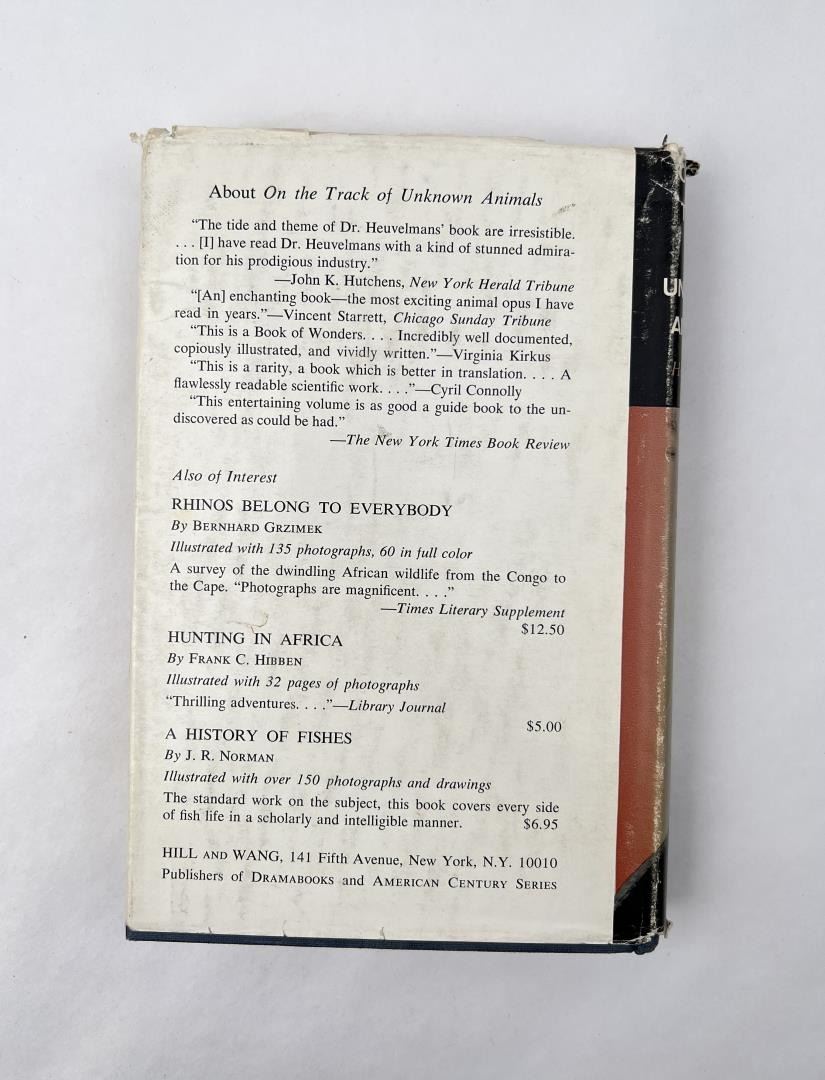 About On the Track of Unknown Animals
“The tide and theme of Dr. Heuvelmans’ book are irresistible.
. . . [I] have read Dr. Heuvelmans with a kind of stunned admira-
tion for his prodigious industry.”
—John K. Hutchens, New York Herald Tribune
“[An] enchanting book—the most exciting animal opus I have
read in years.”—Vincent Starrett, Chicago Sunday Tribune
“This is a Book of Wonders. . . . Incredibly well documented,
copiously illustrated, and vividly written.”—Virginia Kirkus
“This is a rarity, a book which is better in translation. . . . A
flawlessly readable scientific work. . . .”—Cyril Connolly
“This entertaining volume is as good a guide book to the un-
discovered as could be had.”
—The New York Times Book Review
Also of Interest
RHINOS BELONG TO EVERYBODY
By BERNHARD GRZIMEK
Illustrated with 135 photographs, 60 in full color
A survey of the dwindling African wildlife from the Congo to
the Cape. “Photographs are magnificent. . . .”
—Times Literary Supplement
$12.50
HUNTING IN AFRICA
By FRANK C. HIBBEN
Illustrated with 32 pages of photographs
“Thrilling adventures. . . .”—Library Journal
$5.00
A HISTORY OF FISHES
By J. R. NORMAN
Illustrated with over 150 photographs and drawings
The standard work on the subject, this book covers every side
of fish life in a scholarly and intelligible manner. $6.95
HILL AND WANG, 141 Fifth Avenue, New York, N.Y. 10010
Publishers of DRAMABOOKS and AMERICAN CENTURY SERIES